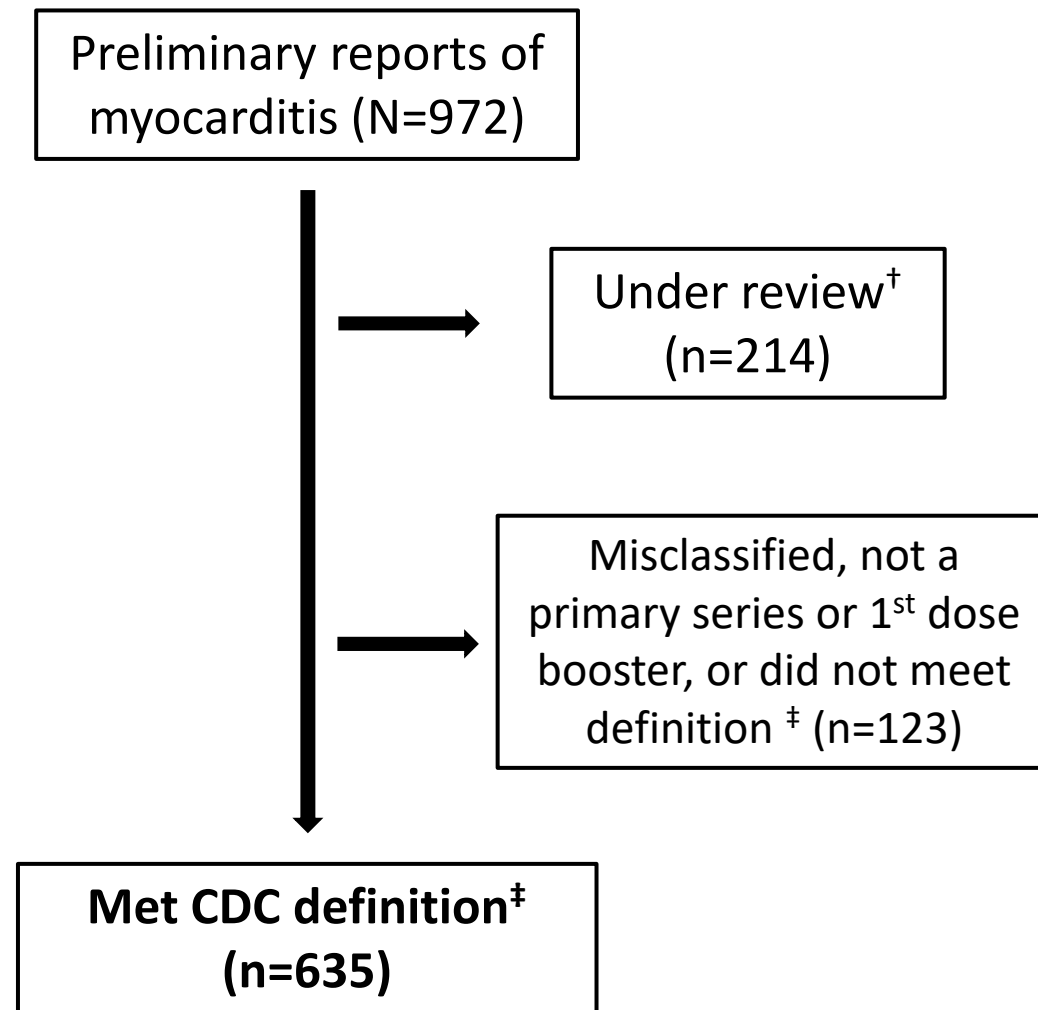 Preliminary reports of
myocarditis (N=972)
Under review†
(n=214)
Misclassified, not a
primary series or 1st dose
booster, or did not meet
definition ‡ (n=123)
Met CDC definition‡
(n=635)